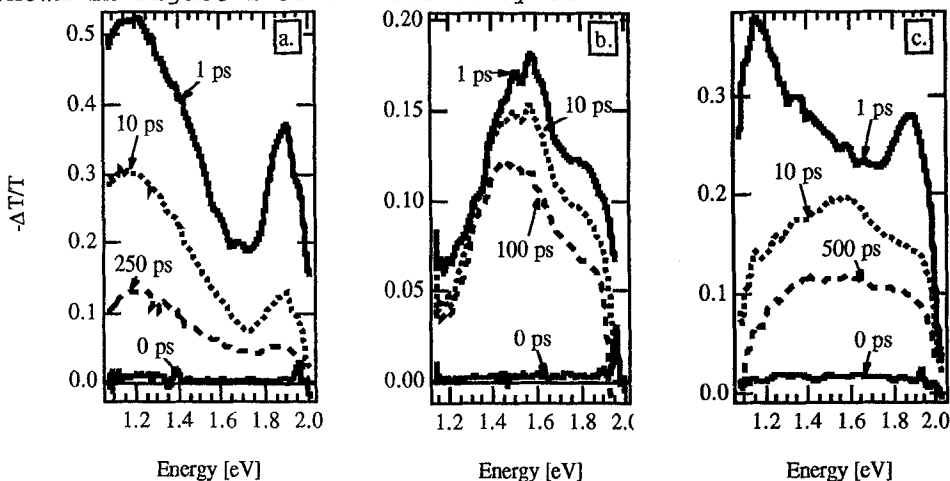 a.
0.5
0.4
0.3
0.2
0.1
0.0
-ΔT/T
1 ps
10 ps
250 ps
0 ps
1.2 1.4 1.6 1.8 2.0
Energy [eV]
b.
0.20
0.15
0.10
0.05
0.00
1 ps
10 ps
100 ps
0 ps
1.2 1.4 1.6 1.8 2.0
Energy [eV]
c.
0.3
0.2
0.1
0.0
1 ps
10 ps
500 ps
0 ps
1.2 1.4 1.6 1.8 2.0
Energy [eV]